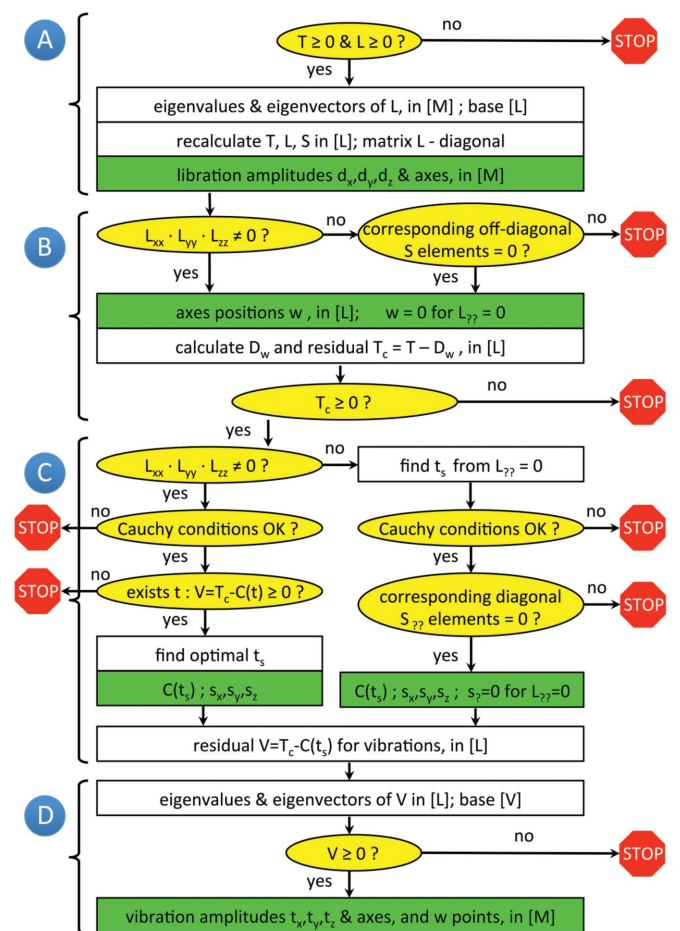 A
T ≥ 0 & L ≥ 0 ?
no
STOP
yes
eigenvalues & eigenvectors of L, in [M] ; base [L]
recalculate T, L, S in [L]; matrix L - diagonal
libration amplitudes dx,dy,dz & axes, in [M]
B
Lxx · Lyy · Lzz ≠ 0 ?
no
corresponding off-diagonal
S elements = 0 ?
no
STOP
yes
yes
axes positions w , in [L]; w = 0 for L?? = 0
calculate Dw and residual Tc = T – Dw , in [L]
Tc ≥ 0 ?
no
STOP
yes
C
Lxx · Lyy · Lzz ≠ 0 ?
no
find ts from L?? = 0
yes
STOP
no
Cauchy conditions OK ?
Cauchy conditions OK ?
no
STOP
yes
yes
STOP
no
exists t : V=Tc-C(t) ≥ 0 ?
corresponding diagonal
S?? elements = 0 ?
no
STOP
yes
yes
find optimal ts
C(ts) ; sx,sy,sz
C(ts) ; sx,sy,sz ; s?=0 for L??=0
residual V=Tc-C(ts) for vibrations, in [L]
D
eigenvalues & eigenvectors of V in [L]; base [V]
V ≥ 0 ?
no
STOP
yes
vibration amplitudes tx,ty,tz & axes, and w points, in [M]